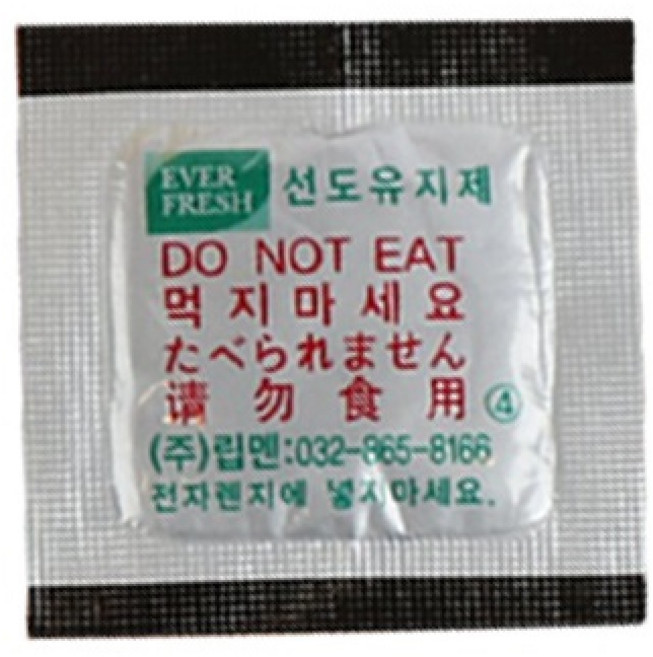 EVER
FRESH
선도유지제
DO NOT EAT
먹지마세요
たべられません
请勿食用 ④
(주)립멘:032-865-8166
전자렌지에 넣지마세요.